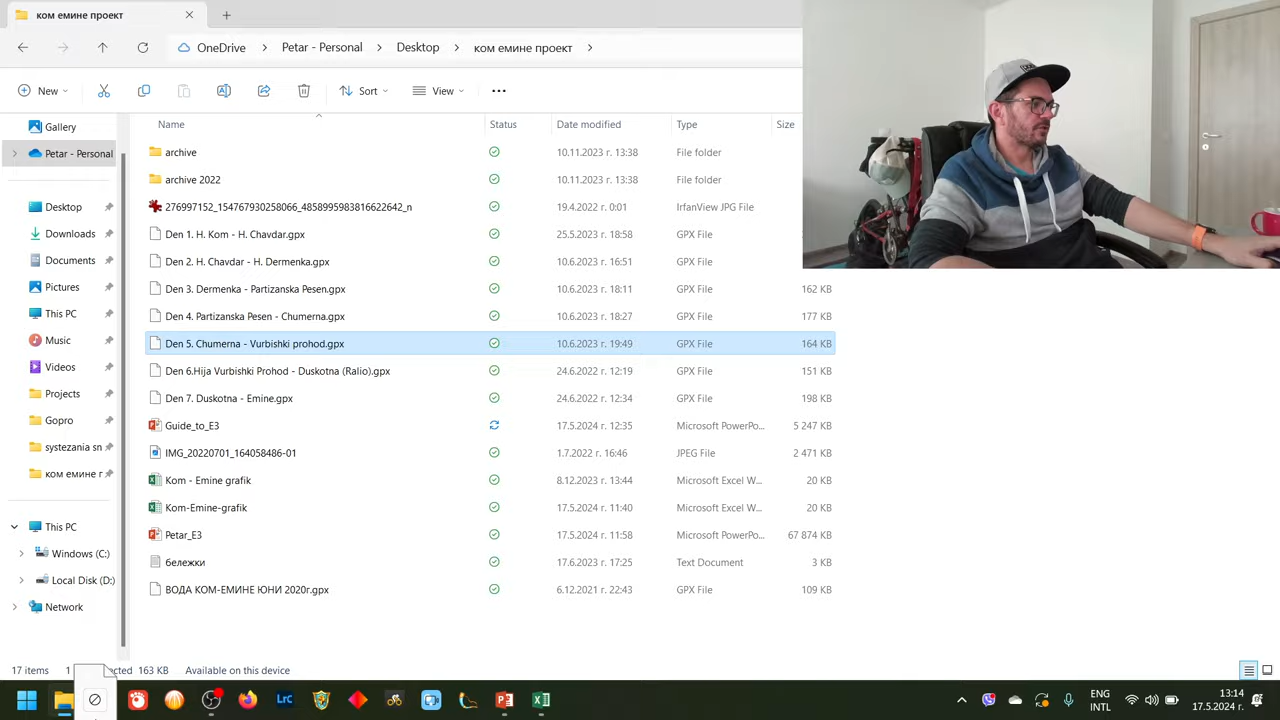 ком емине проект
OneDrive > Petar - Personal > Desktop > ком емине проект >
New Sort View
Name Status Date modified Type Size
Gallery
Petar - Personal
Desktop
Downloads
Documents
Pictures
This PC
Music
Videos
Projects
Gopro
systezania sn
ком емине г
This PC
Windows (C:)
Local Disk (D:)
Network
archive 10.11.2023 г. 13:38 File folder
archive 2022 10.11.2023 г. 13:38 File folder
276997152_154767930258066_4858995983816622642_n 19.4.2022 г. 0:01 IrfanView JPG File
Den 1. H. Kom - H. Chavdar.gpx 25.5.2023 г. 18:58 GPX File
Den 2. H. Chavdar - H. Dermenka.gpx 10.6.2023 г. 16:51 GPX File
Den 3. Dermenka - Partizanska Pesen.gpx 10.6.2023 г. 18:11 GPX File 162 KB
Den 4. Partizanska Pesen - Chumerna.gpx 10.6.2023 г. 18:27 GPX File 177 KB
Den 5. Chumerna - Vurbishki prohod.gpx 10.6.2023 г. 19:49 GPX File 164 KB
Den 6.Hija Vurbishki Prohod - Duskotna (Ralio).gpx 24.6.2022 г. 12:19 GPX File 151 KB
Den 7. Duskotna - Emine.gpx 24.6.2022 г. 12:34 GPX File 198 KB
Guide_to_E3 17.5.2024 г. 12:35 Microsoft PowerPo... 5 247 KB
IMG_20220701_164058486-01 1.7.2022 г. 16:46 JPEG File 2 471 KB
Kom - Emine grafik 8.12.2023 г. 13:44 Microsoft Excel W... 20 KB
Kom-Emine-grafik 17.5.2024 г. 11:40 Microsoft Excel W... 20 KB
Petar_E3 17.5.2024 г. 11:58 Microsoft PowerPo... 67 874 KB
бележки 17.6.2023 г. 17:25 Text Document 3 KB
ВОДА КОМ-ЕМИНЕ ЮНИ 2020г.gpx 6.12.2021 г. 22:43 GPX File 109 KB
17 items 1 163 KB Available on this device
Lrc
ENG
INTL
13:14
17.5.2024 г.